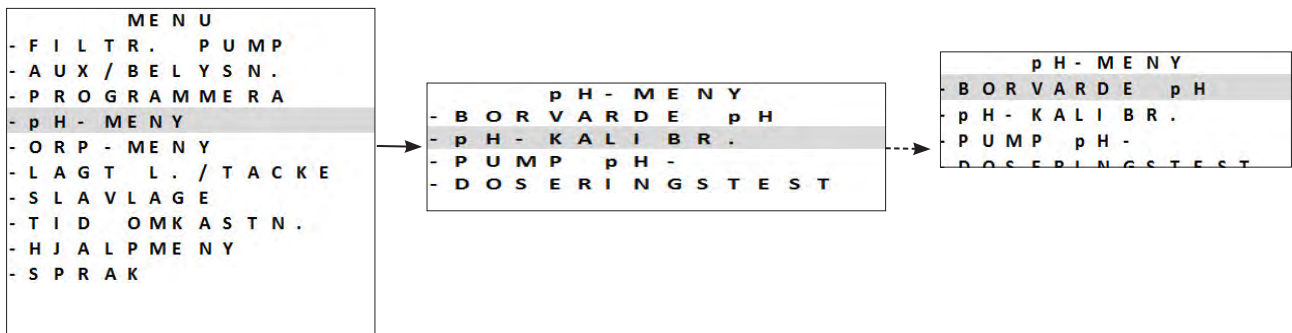 MENU
-FILTR. PUMP
-AUX/BELYSN.
-PROGRAMMERA
-pH-MENY
-ORP-MENY
-LAGT L./TACKE
-SLAVLAGE
-TID OMKASTN.
-HJALPMENY
-SPRAK
pH-MENY
-BORVARDE pH
-pH-KALIBR.
-PUMP pH-
-DOSERINGSTEST
pH-MENY
-BORVARDE pH
-pH-KALIBR.
-PUMP pH-
-DOSERINGSTEST